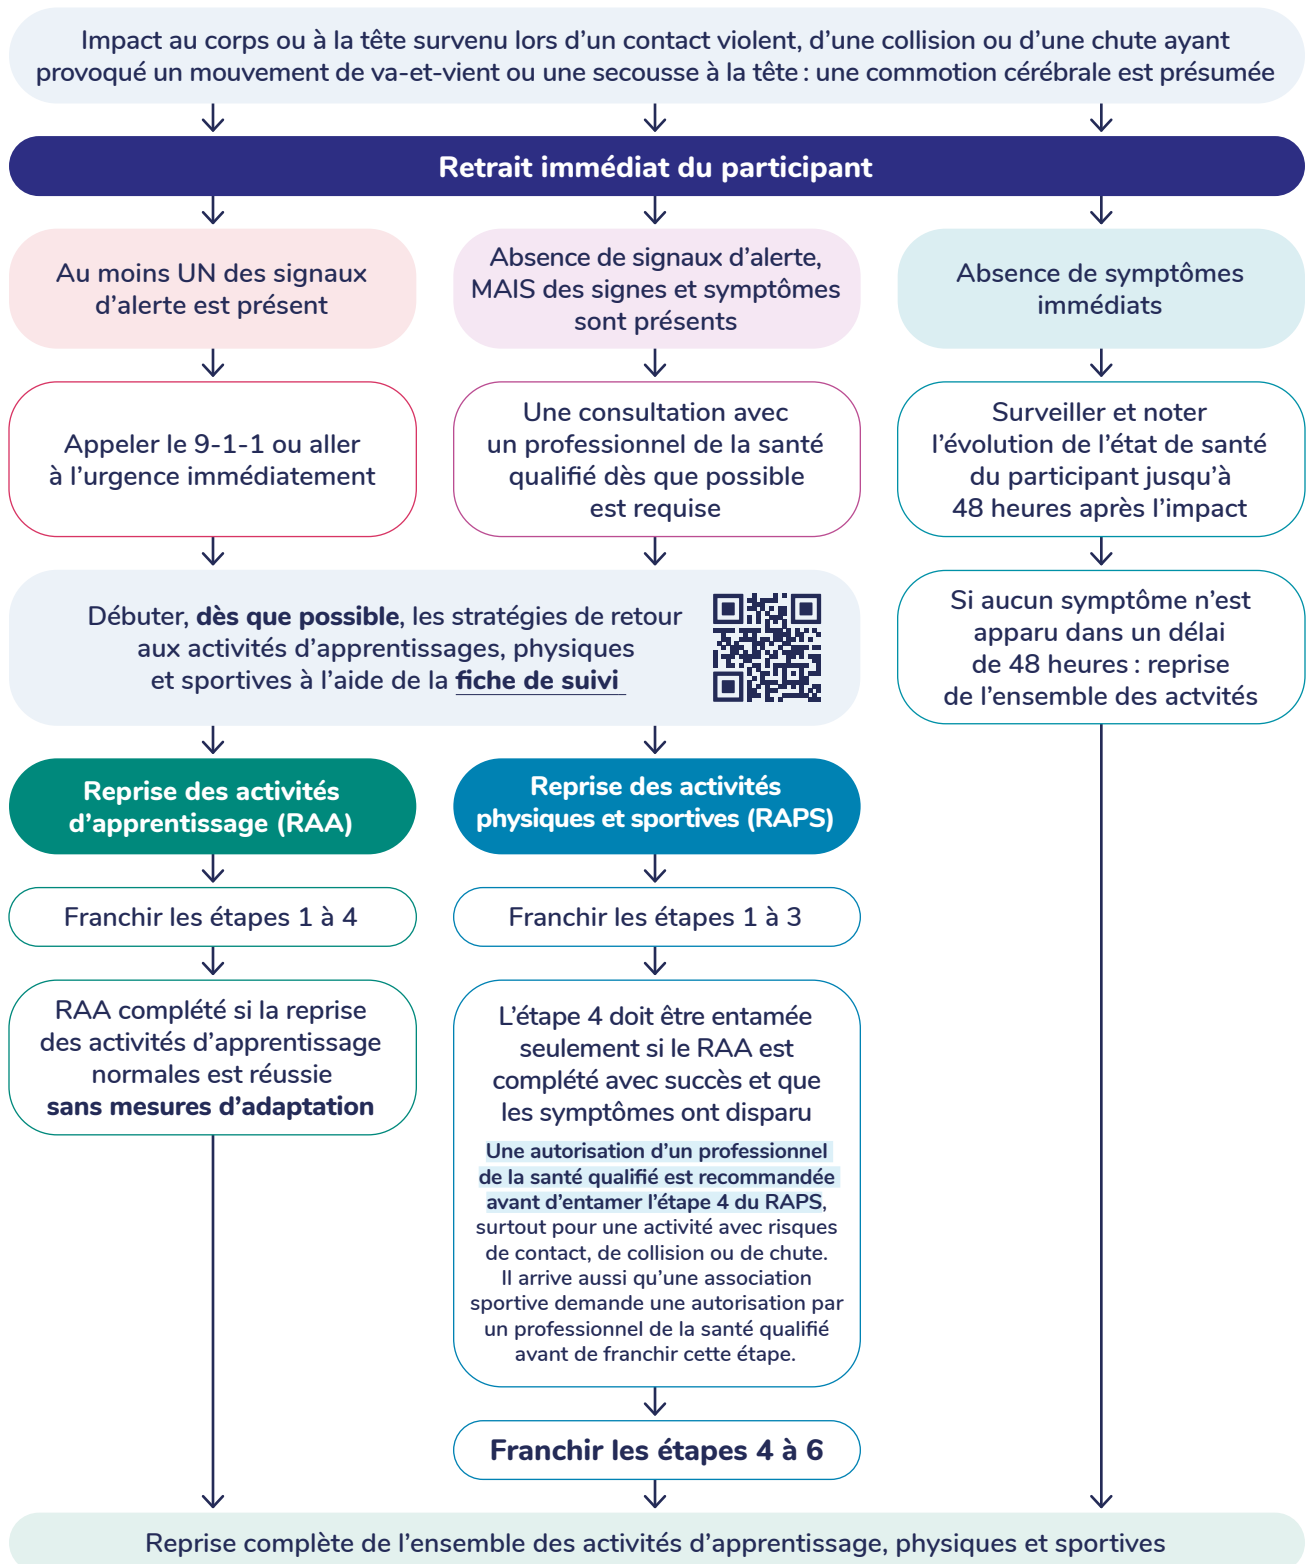 Impact au corps ou à la tête survenu lors d’un contact violent, d’une collision ou d’une chute ayant
provoqué un mouvement de va-et-vient ou une secousse à la tête : une commotion cérébrale est présumée
Retrait immédiat du participant
Au moins UN des signaux
d’alerte est présent
Absence de signaux d’alerte,
MAIS des signes et symptômes
sont présents
Absence de symptômes
immédiats
Appeler le 9-1-1 ou aller
à l’urgence immédiatement
Une consultation avec
un professionnel de la santé
qualifié dès que possible
est requise
Surveiller et noter
l’évolution de l’état de santé
du participant jusqu’à
48 heures après l’impact
Débuter, dès que possible, les stratégies de retour
aux activités d’apprentissages, physiques
et sportives à l’aide de la fiche de suivi
Si aucun symptôme n’est
apparu dans un délai
de 48 heures : reprise
de l’ensemble des actvités
Reprise des activités
d’apprentissage (RAA)
Reprise des activités
physiques et sportives (RAPS)
Franchir les étapes 1 à 4
Franchir les étapes 1 à 3
RAA complété si la reprise
des activités d’apprentissage
normales est réussie
sans mesures d’adaptation
L’étape 4 doit être entamée
seulement si le RAA est
complété avec succès et que
les symptômes ont disparu
Une autorisation d’un professionnel
de la santé qualifié est recommandée
avant d’entamer l’étape 4 du RAPS,
surtout pour une activité avec risques
de contact, de collision ou de chute.
Il arrive aussi qu’une association
sportive demande une autorisation par
un professionnel de la santé qualifié
avant de franchir cette étape.
Franchir les étapes 4 à 6
Reprise complète de l’ensemble des activités d’apprentissage, physiques et sportives